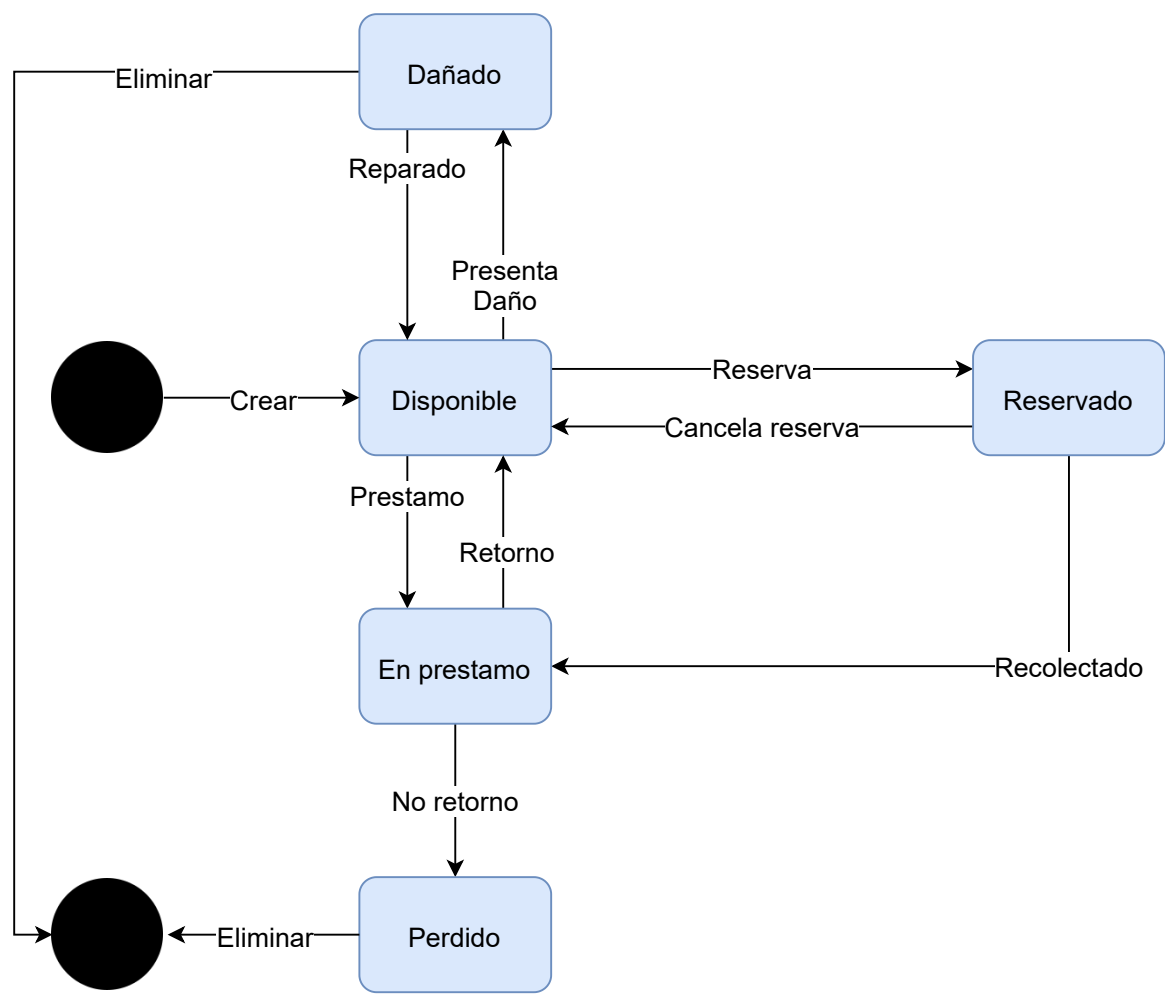 Dañado
Eliminar
Reparado
Presenta
Daño
Reserva
Crear
Disponible
Reservado
Cancela reserva
Prestamo
Retorno
En prestamo
Recolectado
No retorno
Eliminar
Perdido